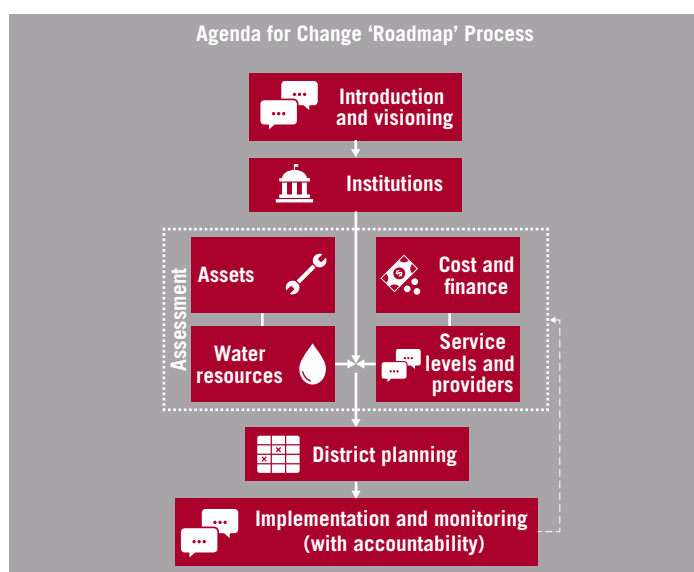 Agenda for Change ‘Roadmap’ Process
Introduction
and visioning
Institutions
Assessment
Assets
Cost and
finance
Water
resources
Service
levels and
providers
District planning
Implementation and monitoring
(with accountability)